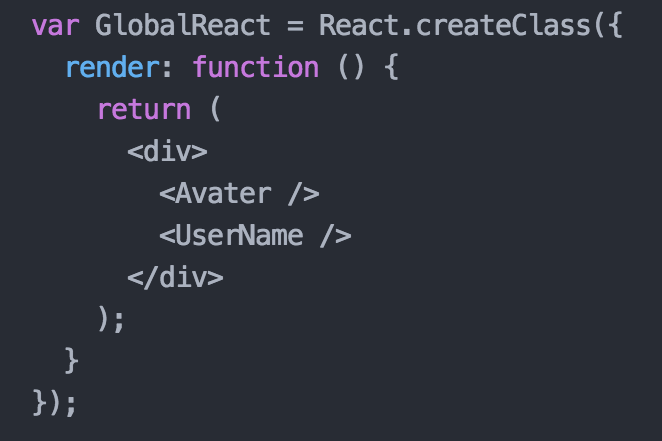 var GlobalReact = React.createClass({
  render: function () {
    return (
      <div>
        <Avater />
        <UserName />
      </div>
    );
  }
});